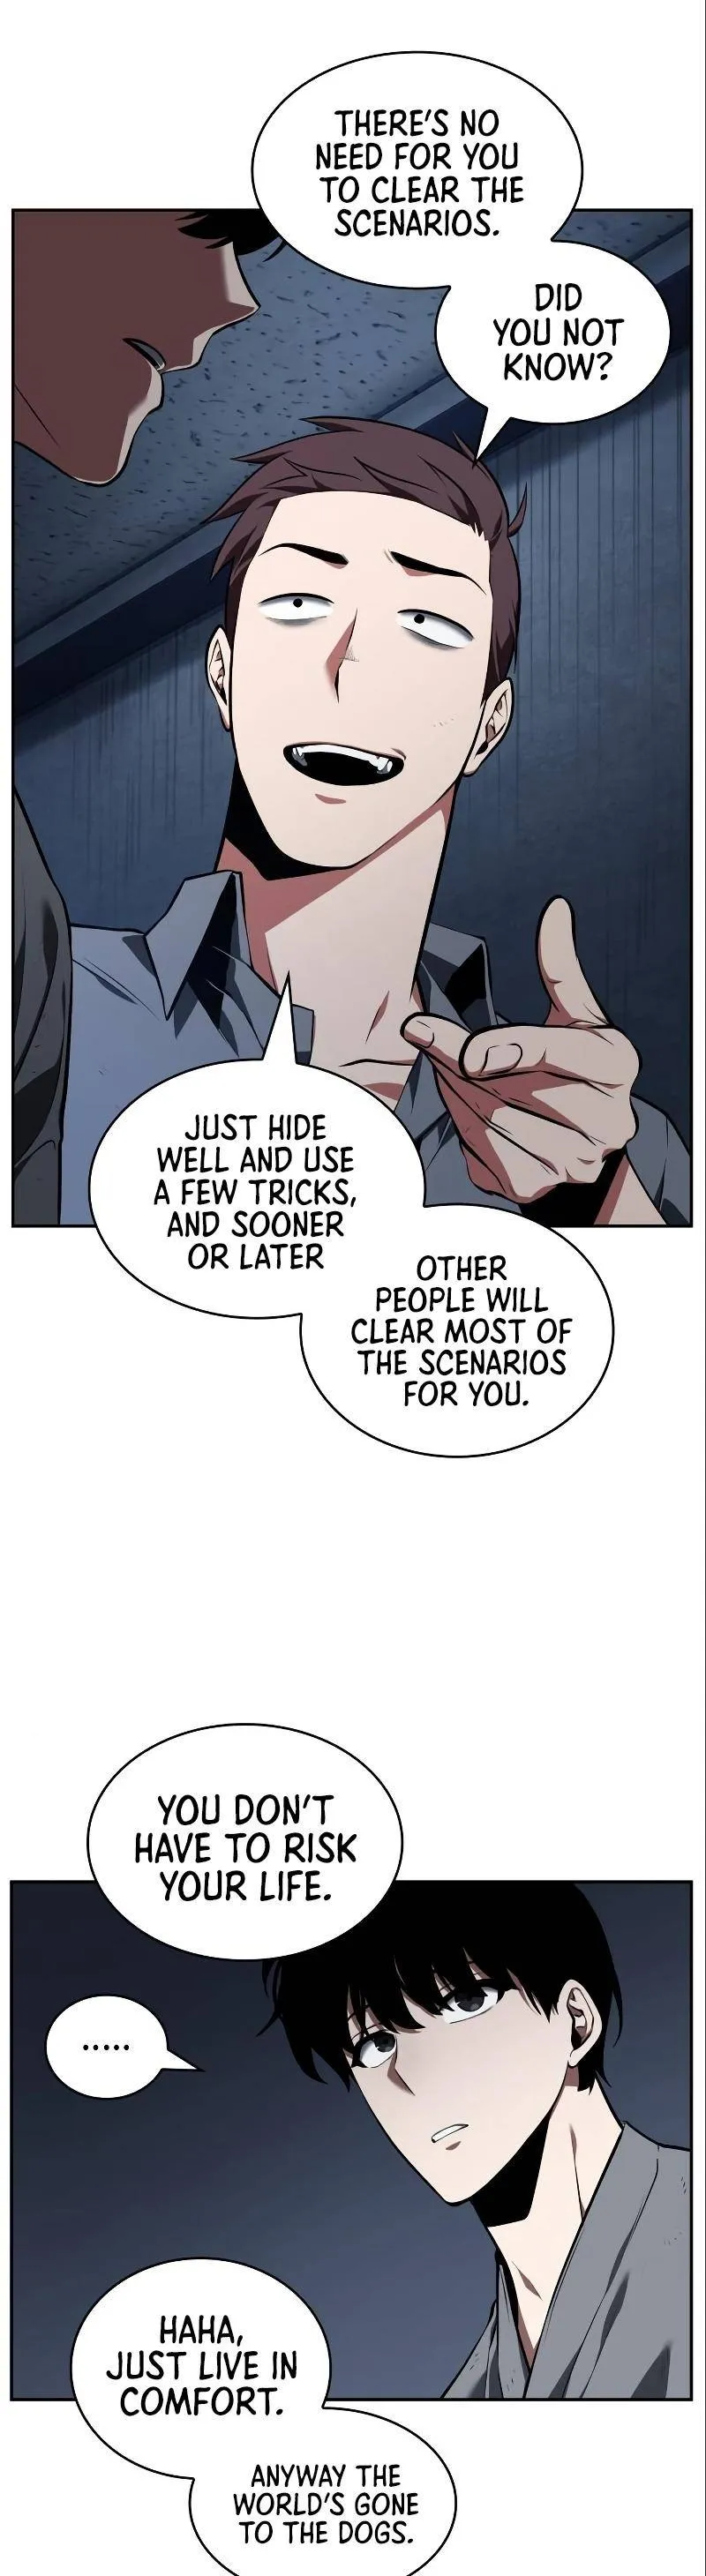 THERE'S NO
NEED FOR YOU
TO CLEAR THE
SCENARIOS.
DID
YOU NOT
KNOW?
JUST HIDE
WELL AND USE
A FEW TRICKS,
AND SOONER
OR LATER
OTHER
PEOPLE WILL
CLEAR MOST OF
THE SCENARIOS
FOR YOU.
YOU DON'T
HAVE TO RISK
YOUR LIFE.
.....
HAHA,
JUST LIVE IN
COMFORT.
ANYWAY THE
WORLD'S GONE
TO THE DOGS.